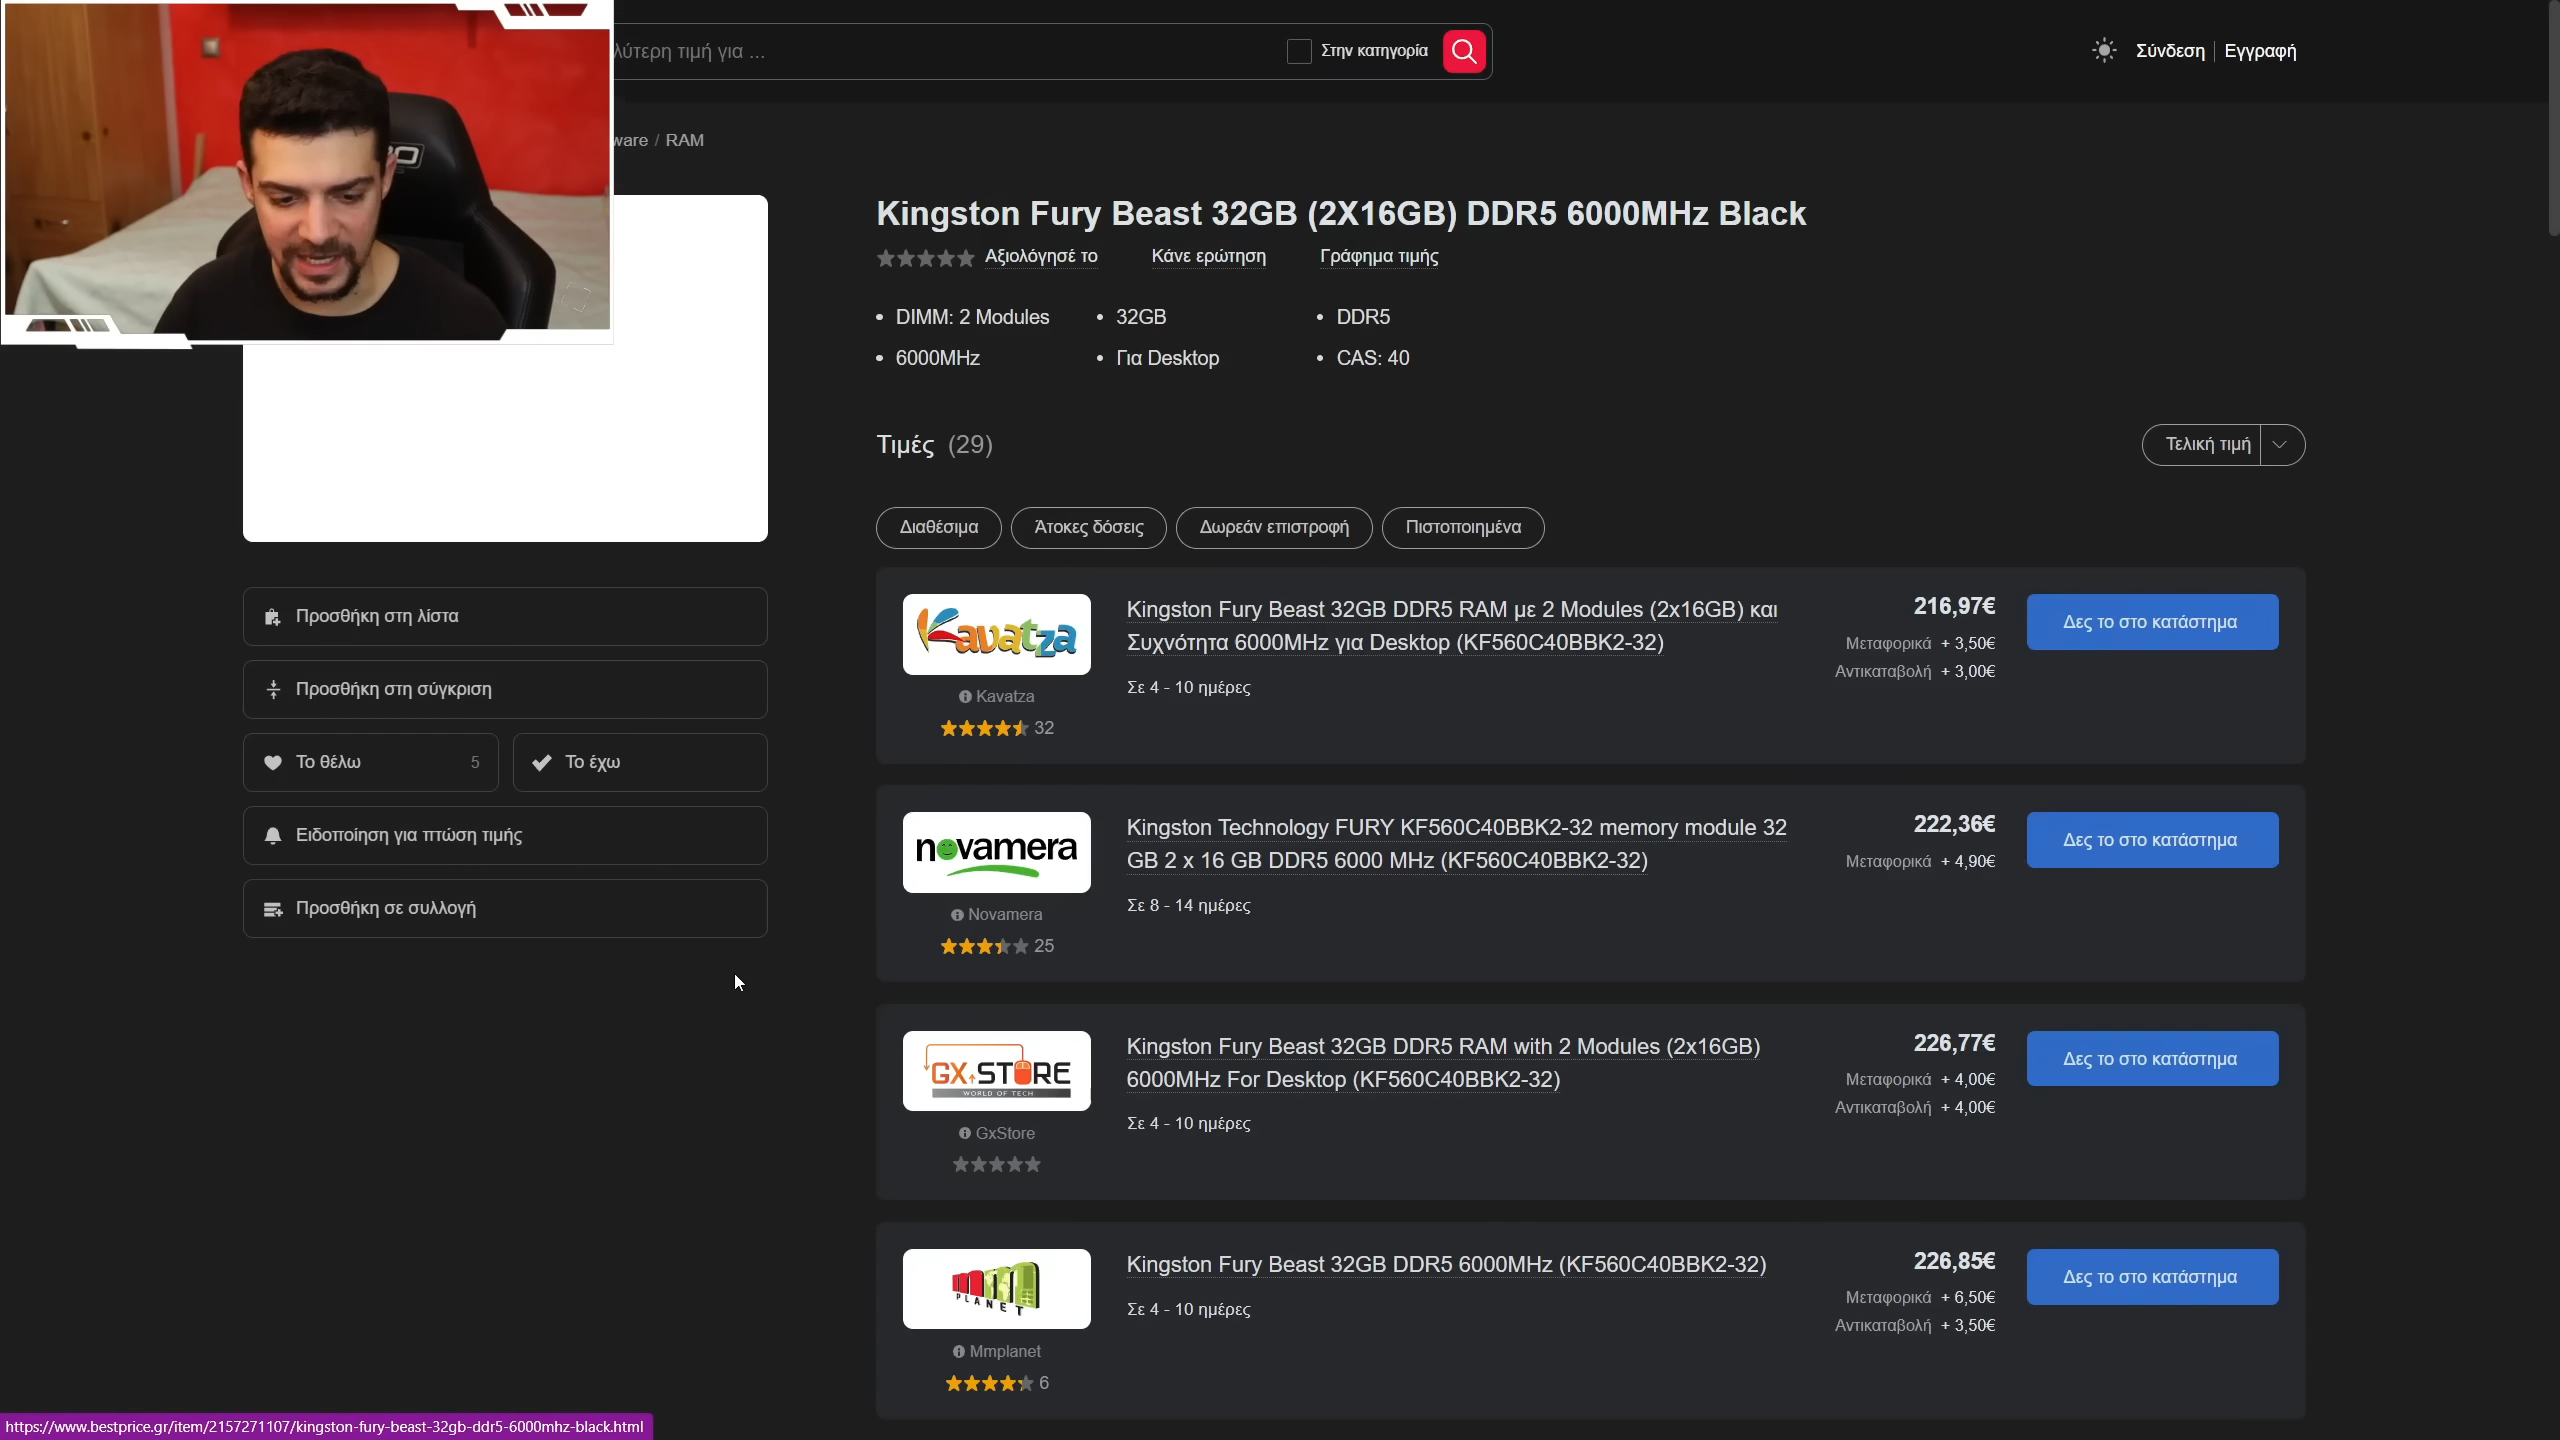 λύτερη τιμή για ...
Στην κατηγορία
Σύνδεση
Εγγραφή
ware / RAM
Kingston Fury Beast 32GB (2X16GB) DDR5 6000MHz Black
Αξιολόγησέ το
Κάνε ερώτηση
Γράφημα τιμής
• DIMM: 2 Modules
• 32GB
• DDR5
• 6000MHz
• Για Desktop
• CAS: 40
Τιμές (29)
Τελική τιμή
Διαθέσιμα
Άτοκες δόσεις
Δωρεάν επιστροφή
Πιστοποιημένα
Προσθήκη στη λίστα
Προσθήκη στη σύγκριση
Το θέλω 5
Το έχω
Ειδοποίηση για πτώση τιμής
Προσθήκη σε συλλογή
Kavatza
Kavatza
32
Kingston Fury Beast 32GB DDR5 RAM με 2 Modules (2x16GB) και
Συχνότητα 6000MHz για Desktop (KF560C40BBK2-32)
Σε 4 - 10 ημέρες
216,97€
Μεταφορικά + 3,50€
Αντικαταβολή + 3,00€
Δες το στο κατάστημα
novamera
Novamera
25
Kingston Technology FURY KF560C40BBK2-32 memory module 32
GB 2 x 16 GB DDR5 6000 MHz (KF560C40BBK2-32)
Σε 8 - 14 ημέρες
222,36€
Μεταφορικά + 4,90€
Δες το στο κατάστημα
GX STORE
WORLD OF TECH
GxStore
Kingston Fury Beast 32GB DDR5 RAM with 2 Modules (2x16GB)
6000MHz For Desktop (KF560C40BBK2-32)
Σε 4 - 10 ημέρες
226,77€
Μεταφορικά + 4,00€
Αντικαταβολή + 4,00€
Δες το στο κατάστημα
mm
PLANET
Mmplanet
6
Kingston Fury Beast 32GB DDR5 6000MHz (KF560C40BBK2-32)
Σε 4 - 10 ημέρες
226,85€
Μεταφορικά + 6,50€
Αντικαταβολή + 3,50€
Δες το στο κατάστημα
https://www.bestprice.gr/item/2157271107/kingston-fury-beast-32gb-ddr5-6000mhz-black.html